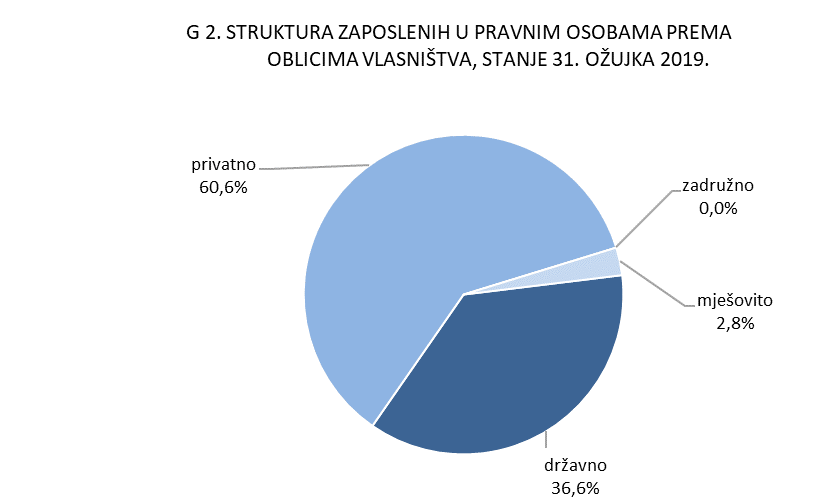 G 2. STRUKTURA ZAPOSLENIH U PRAVNIM OSOBAMA PREMA
OBLICIMA VLASNIŠTVA, STANJE 31. OŽUJKA 2019.
privatno
60,6%
zadružno
0,0%
mješovito
2,8%
državno
36,6%